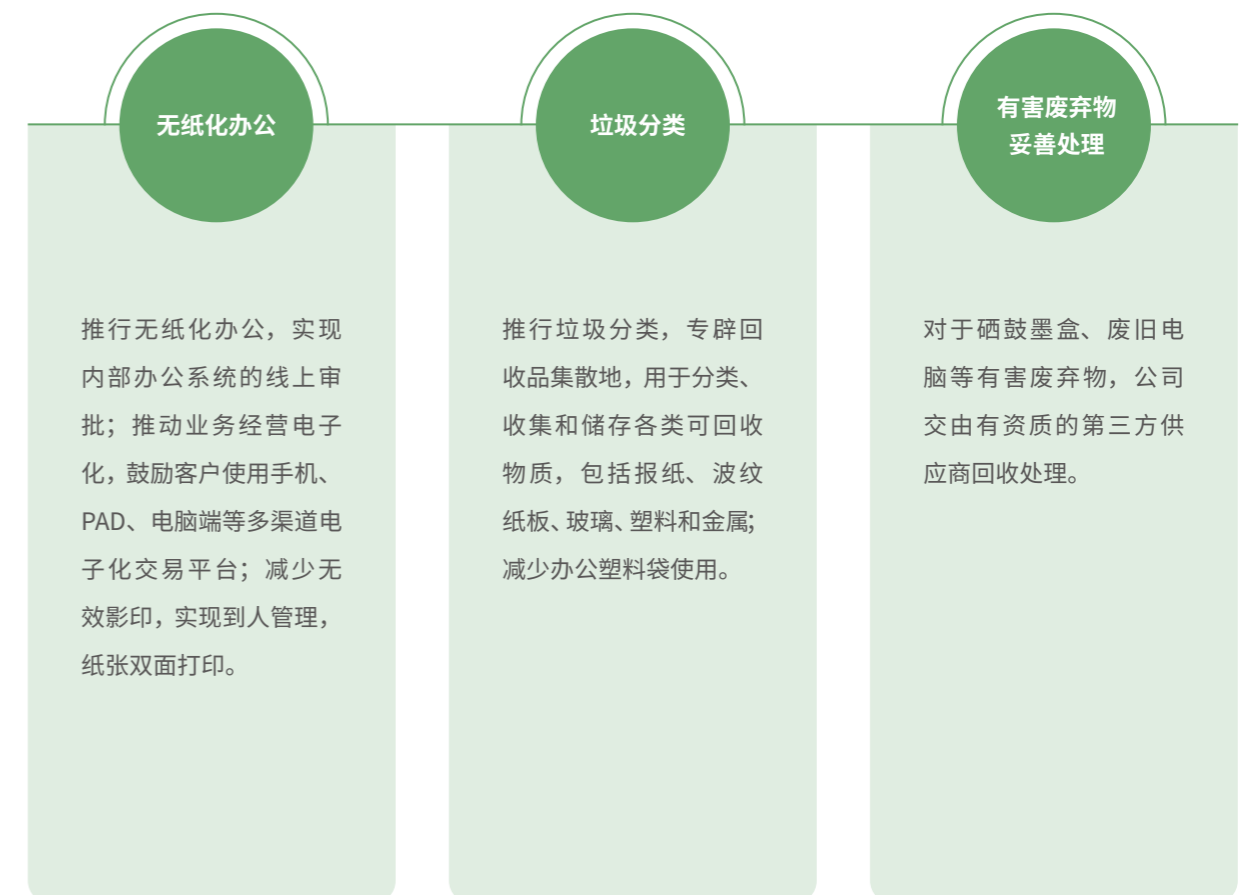 无纸化办公
推行无纸化办公，实现
内部办公系统的线上审
批；推动业务经营电子
化，鼓励客户使用手机、
PAD、电脑端等多渠道电
子化交易平台；减少无
效影印，实现到人管理，
纸张双面打印。
垃圾分类
推行垃圾分类，专辟回
收品集散地，用于分类、
收集和储存各类可回收
物质，包括报纸、波纹
纸板、玻璃、塑料和金属；
减少办公塑料袋使用。
有害废弃物
妥善处理
对于硒鼓墨盒、废旧电
脑等有害废弃物，公司
交由有资质的第三方供
应商回收处理。